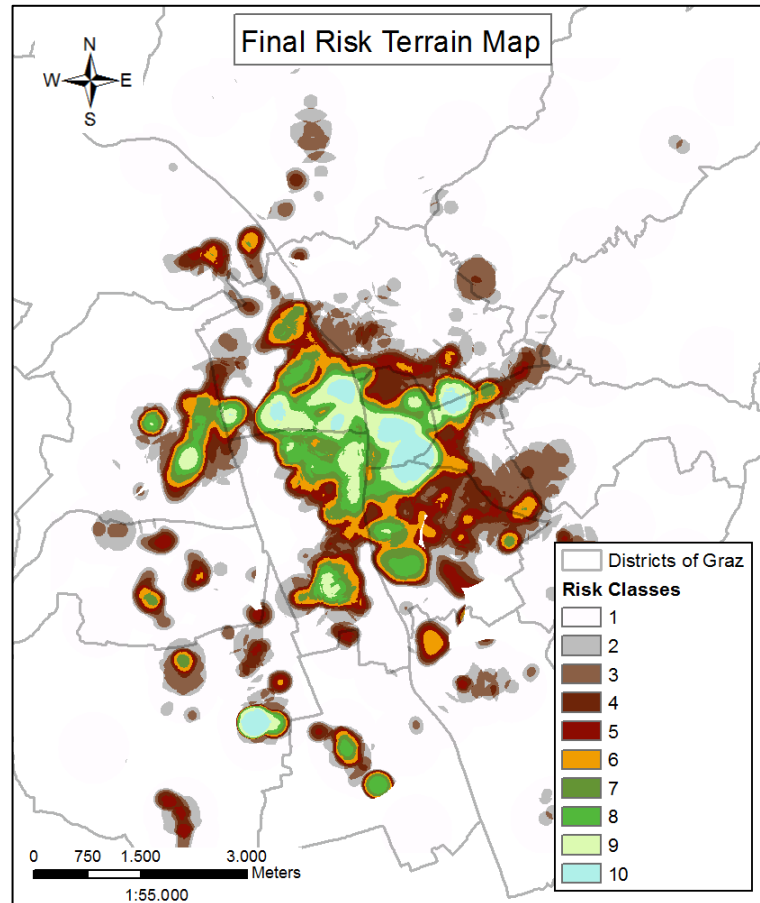 Final Risk Terrain Map
N
W E
S
Districts of Graz
Risk Classes
1
2
3
4
5
6
7
8
9
10
0 750 1.500 3.000
Meters
1:55.000